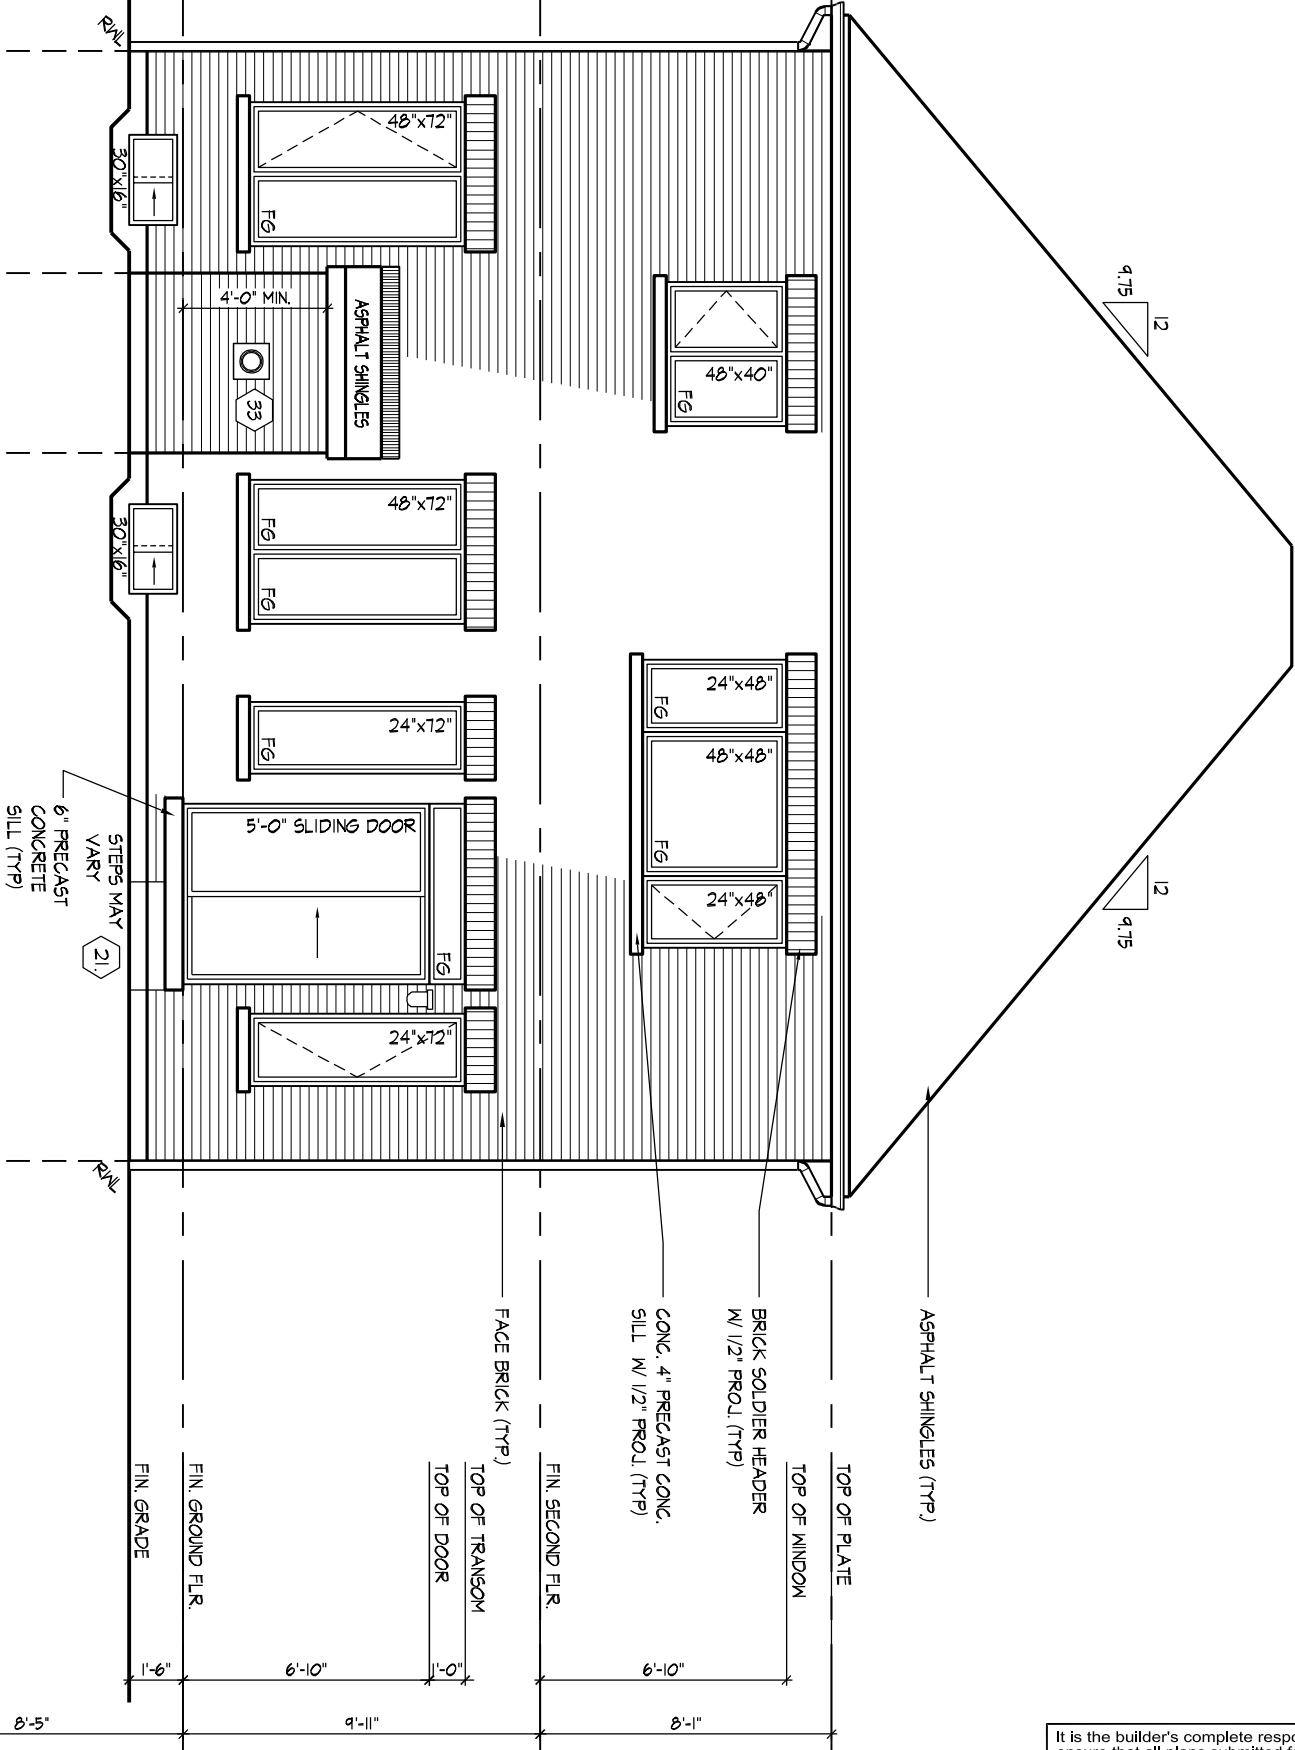 9.75
12
12
9.75
ASPHALT SHINGLES (TYP.)
BRICK SOLDIER HEADER
W/ 1/2" PROJ. (TYP)
CONC. 4" PRECAST CONC.
SILL W/ 1/2" PROJ. (TYP)
FACE BRICK (TYP.)
TOP OF PLATE
TOP OF WINDOW
FIN. SECOND FLR.
TOP OF TRANSOM
TOP OF DOOR
FIN. GROUND FLR.
FIN. GRADE
8'-1"
6'-10"
9'-11"
1'-0"
6'-10"
1'-6"
8'-5"
48"x40"
FG
24"x48"
FG
48"x48"
FG
24"x48"
48"x72"
FG
ASPHALT SHINGLES
4'-0" MIN.
33
48"x72"
FG
FG
24"x72"
FG
5'-0" SLIDING DOOR
FG
24"x72"
RWL
30"x16"
30"x16"
RWL
STEPS MAY
VARY
21.
6" PRECAST
CONCRETE
SILL (TYP)
It is the builder's complete